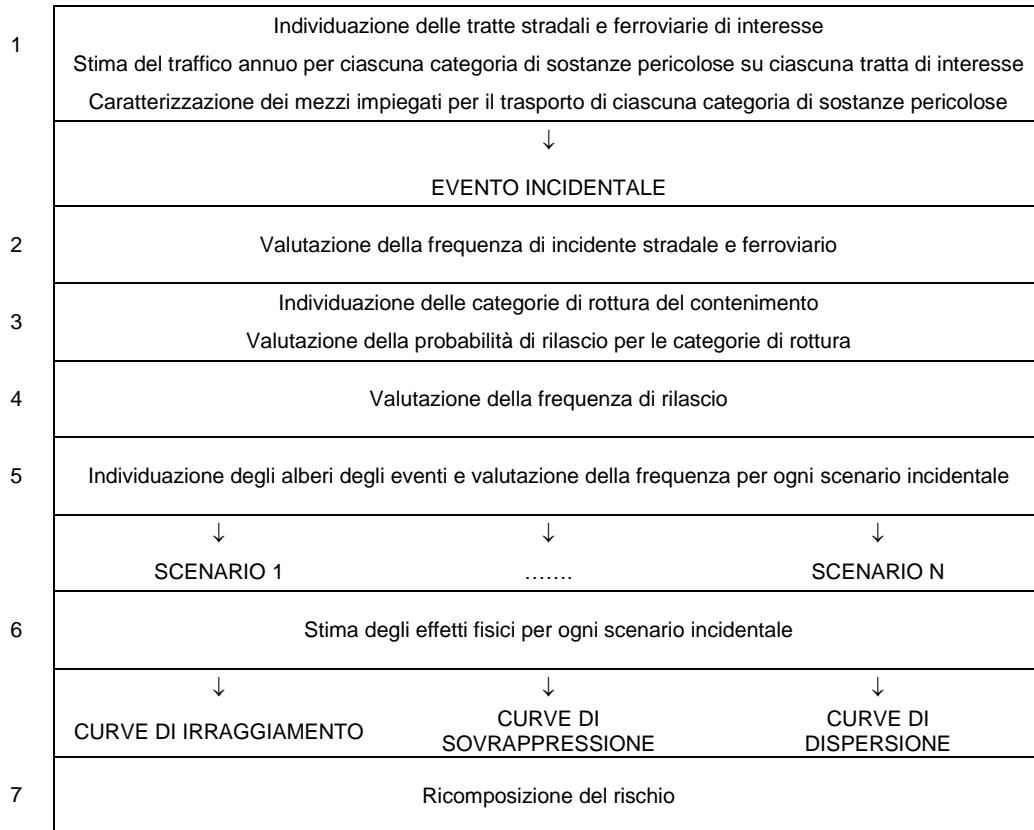 1
Individuazione delle tratte stradali e ferroviarie di interesse
Stima del traffico annuo per ciascuna categoria di sostanze pericolose su ciascuna tratta di interesse
Caratterizzazione dei mezzi impiegati per il trasporto di ciascuna categoria di sostanze pericolose
↓
EVENTO INCIDENTALE
2
Valutazione della frequenza di incidente stradale e ferroviario
3
Individuazione delle categorie di rottura del contenimento
Valutazione della probabilità di rilascio per le categorie di rottura
4
Valutazione della frequenza di rilascio
5
Individuazione degli alberi degli eventi e valutazione della frequenza per ogni scenario incidentale
↓ ↓ ↓
SCENARIO 1 ……. SCENARIO N
6
Stima degli effetti fisici per ogni scenario incidentale
↓ ↓ ↓
CURVE DI IRRAGGIAMENTO
CURVE DI
SOVRAPPRESSIONE
CURVE DI
DISPERSIONE
7
Ricomposizione del rischio